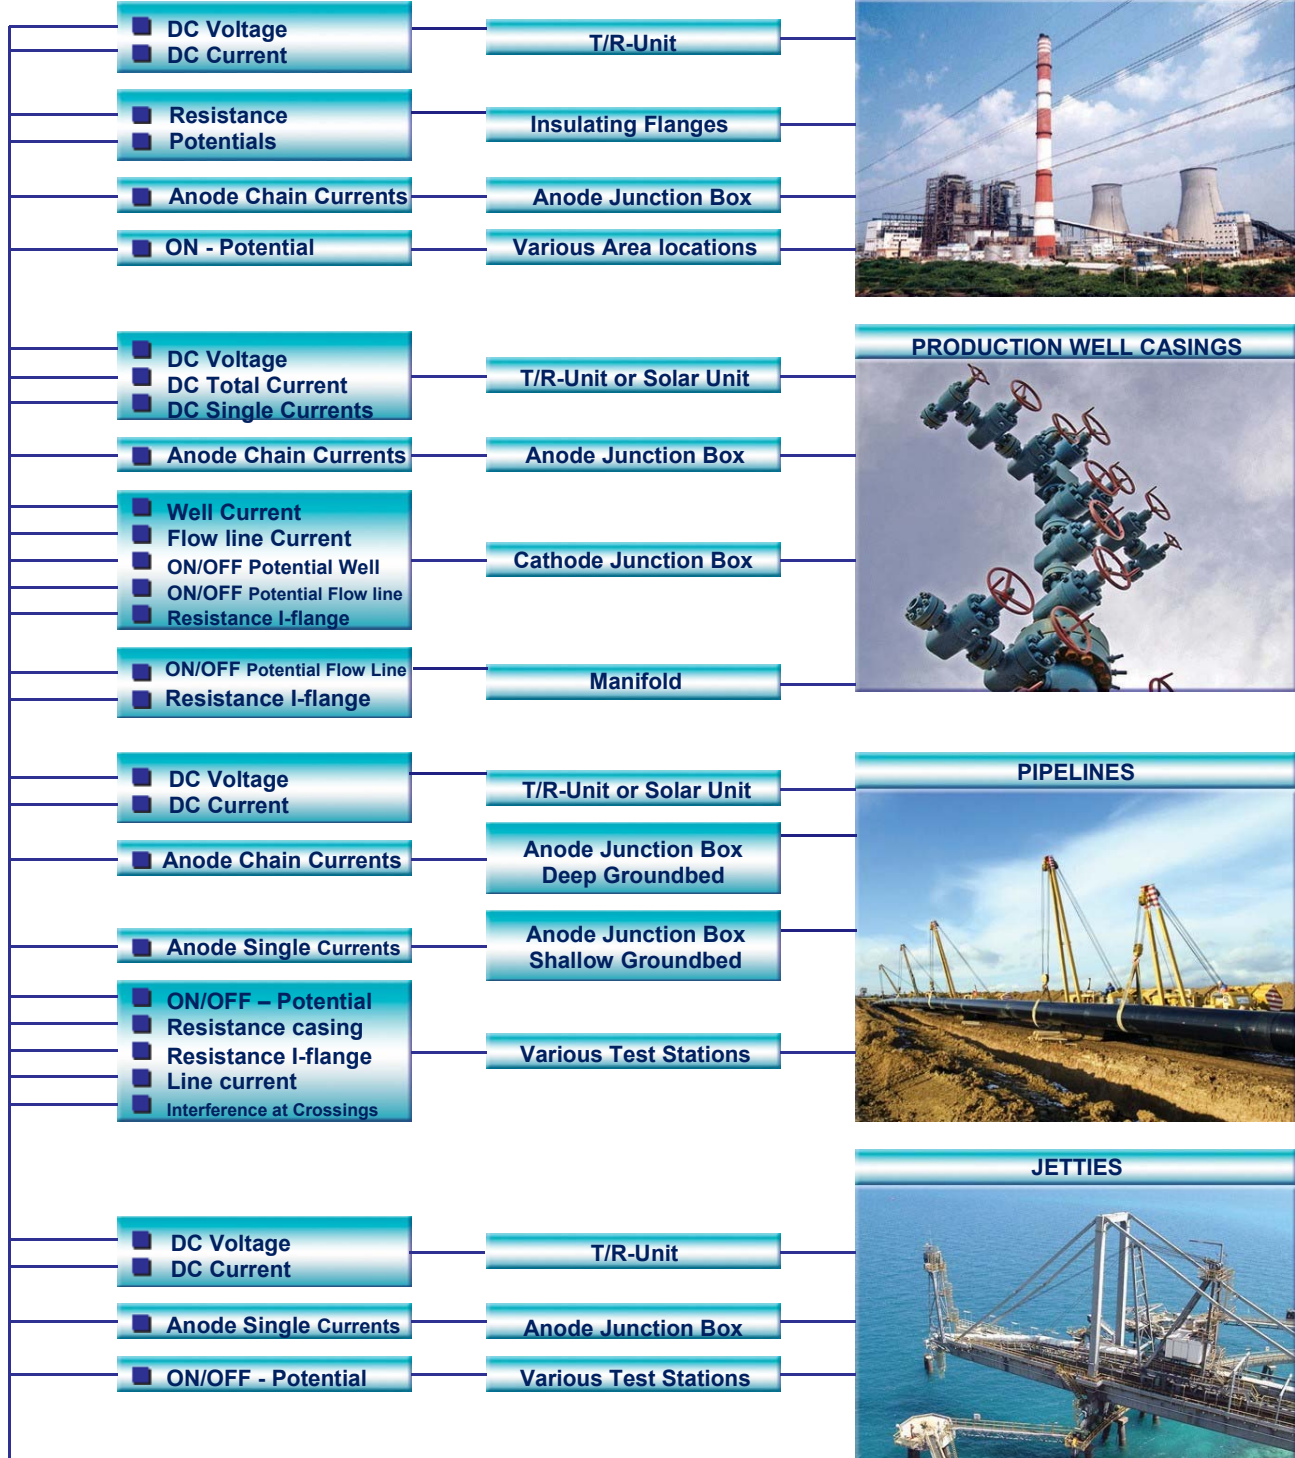 DC Voltage
DC Current
T/R-Unit
Resistance
Potentials
Insulating Flanges
Anode Chain Currents
Anode Junction Box
ON - Potential
Various Area locations
PRODUCTION WELL CASINGS
DC Voltage
DC Total Current
DC Single Currents
T/R-Unit or Solar Unit
Anode Chain Currents
Anode Junction Box
Well Current
Flow line Current
ON/OFF Potential Well
ON/OFF Potential Flow line
Resistance I-flange
Cathode Junction Box
ON/OFF Potential Flow Line
Resistance I-flange
Manifold
PIPELINES
DC Voltage
DC Current
T/R-Unit or Solar Unit
Anode Chain Currents
Anode Junction Box
Deep Groundbed
Anode Single Currents
Anode Junction Box
Shallow Groundbed
ON/OFF – Potential
Resistance casing
Resistance I-flange
Line current
Interference at Crossings
Various Test Stations
JETTIES
DC Voltage
DC Current
T/R-Unit
Anode Single Currents
Anode Junction Box
ON/OFF - Potential
Various Test Stations